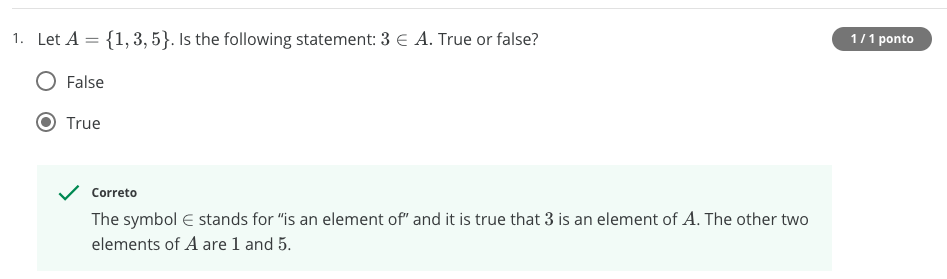 1. Let A = {1, 3, 5}. Is the following statement: 3 ∈ A. True or false?
1 / 1 ponto
False
True
Correto
The symbol ∈ stands for “is an element of” and it is true that 3 is an element of A. The other two
elements of A are 1 and 5.